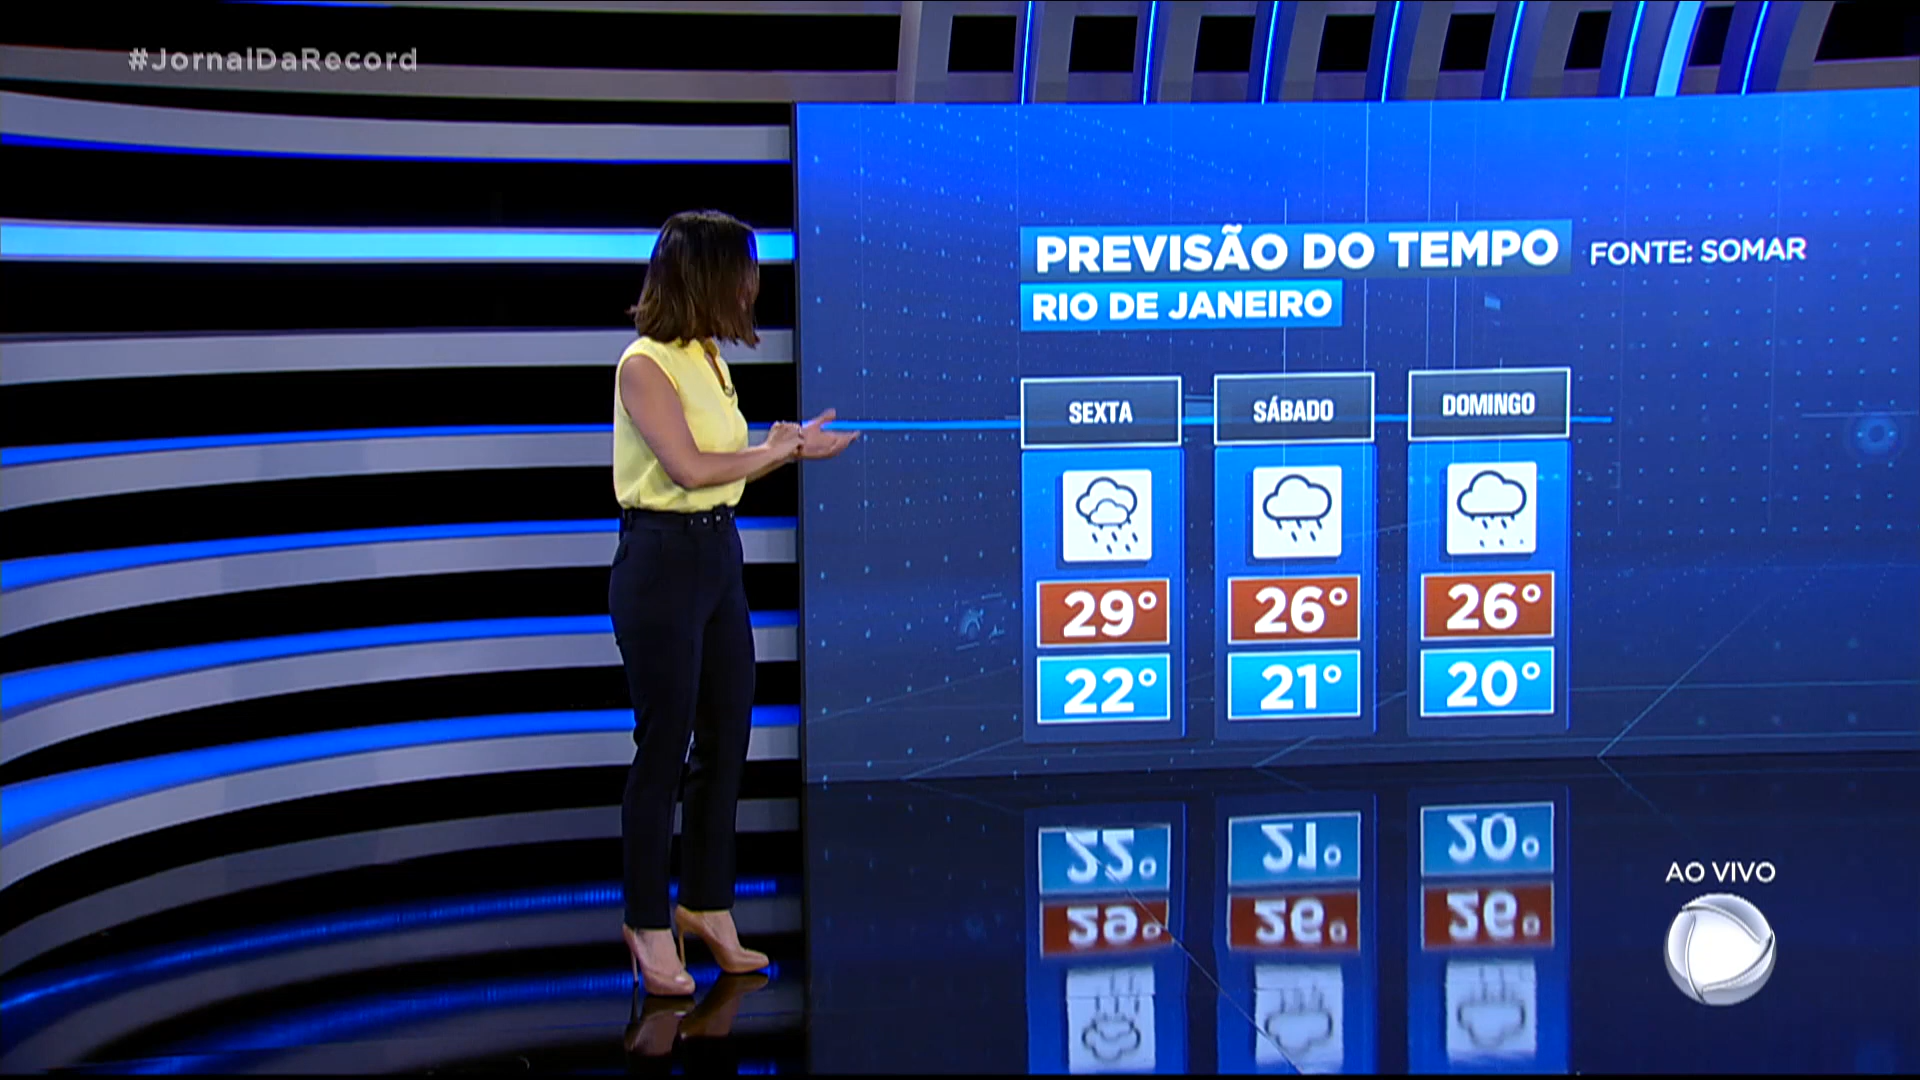 #JornalDaRecord
PREVISÃO DO TEMPO FONTE: SOMAR
RIO DE JANEIRO
SEXTA SÁBADO DOMINGO
29° 26° 26°
22° 21° 20°
AO VIVO